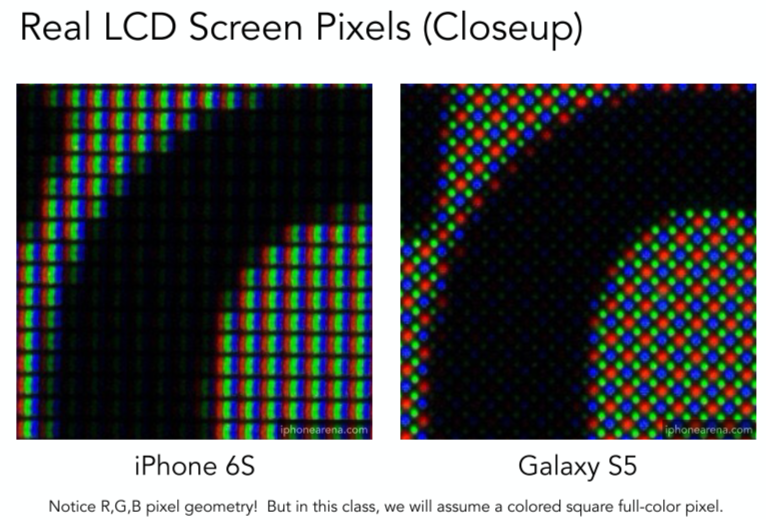 Real LCD Screen Pixels (Closeup)
iphonearena.com
iphonearena.com
iPhone 6S
Galaxy S5
Notice R,G,B pixel geometry!  But in this class, we will assume a colored square full-color pixel.